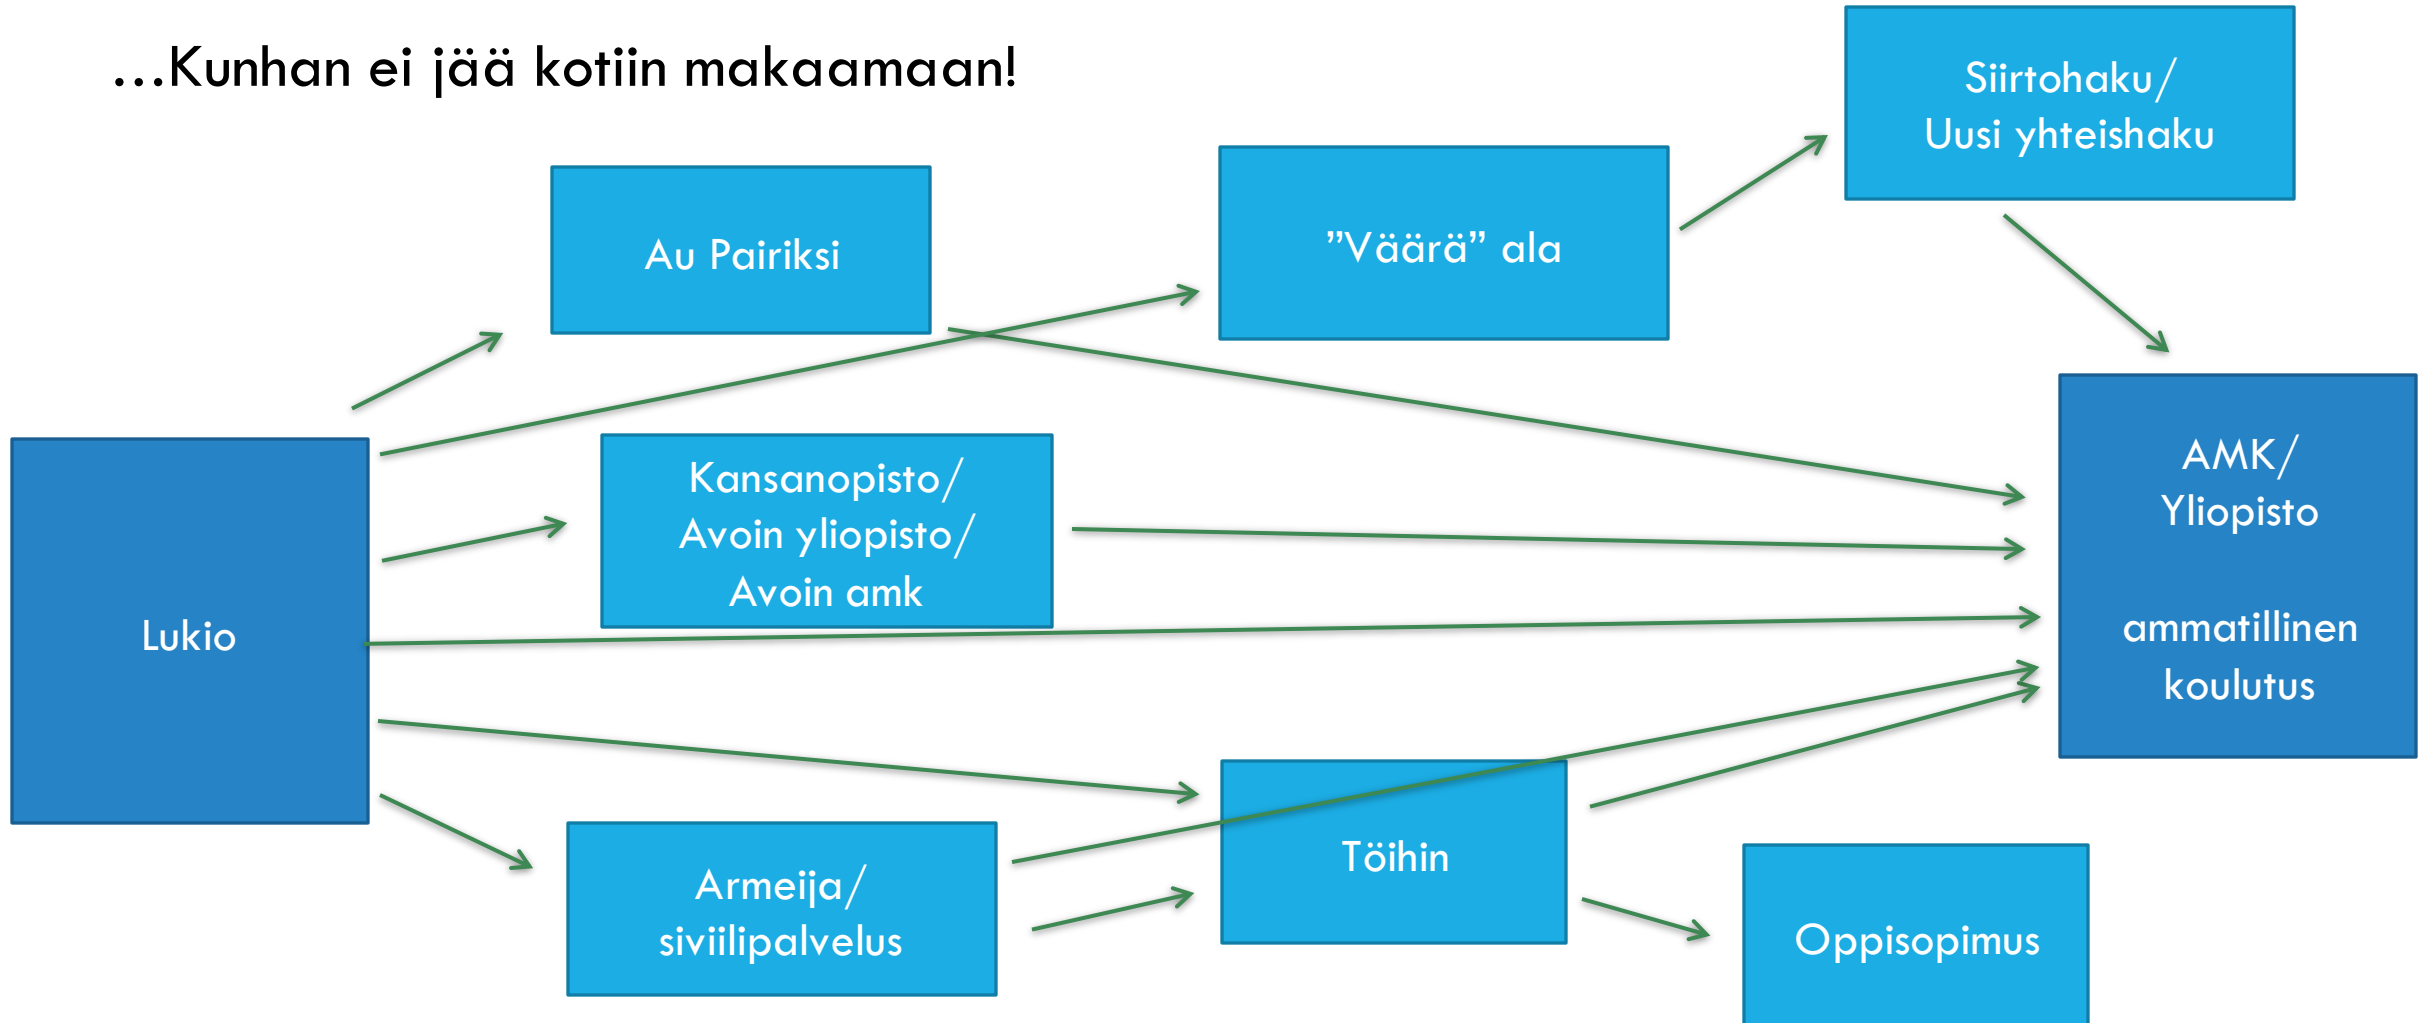 ...Kunhan ei jää kotiin makaamaan!
Siirtohaku/
Uusi yhteishaku
Au Pairiksi
”Väärä” ala
Kansanopisto/
Avoin yliopisto/
Avoin amk
AMK/
Yliopisto
ammatillinen
koulutus
Lukio
Armeija/
siviilipalvelus
Töihin
Oppisopimus